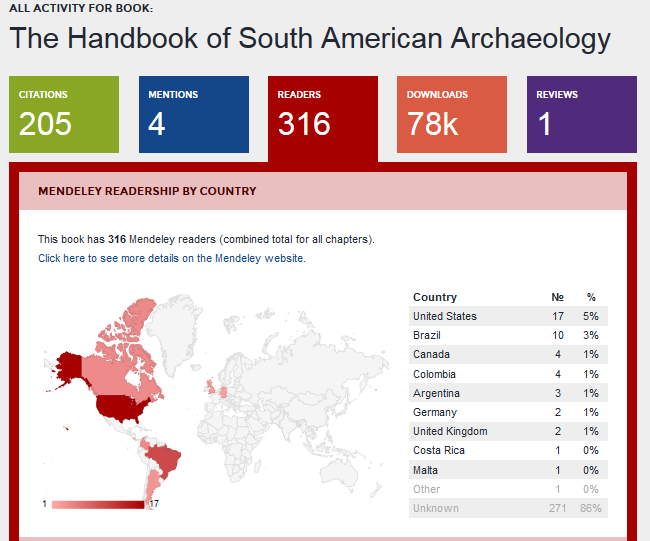 ALL ACTIVITY FOR BOOK:
The Handbook of South American Archaeology
CITATIONS MENTIONS READERS DOWNLOADS REVIEWS
205 4 316 78k 1
MENDELEY READERSHIP BY COUNTRY
This book has 316 Mendeley readers (combined total for all chapters).
Click here to see more details on the Mendeley website.
Country № %
United States 17 5%
Brazil 10 3%
Canada 4 1%
Colombia 4 1%
Argentina 3 1%
Germany 2 1%
United Kingdom 2 1%
Costa Rica 1 0%
Malta 1 0%
Other 1 0%
Unknown 271 86%
1 17